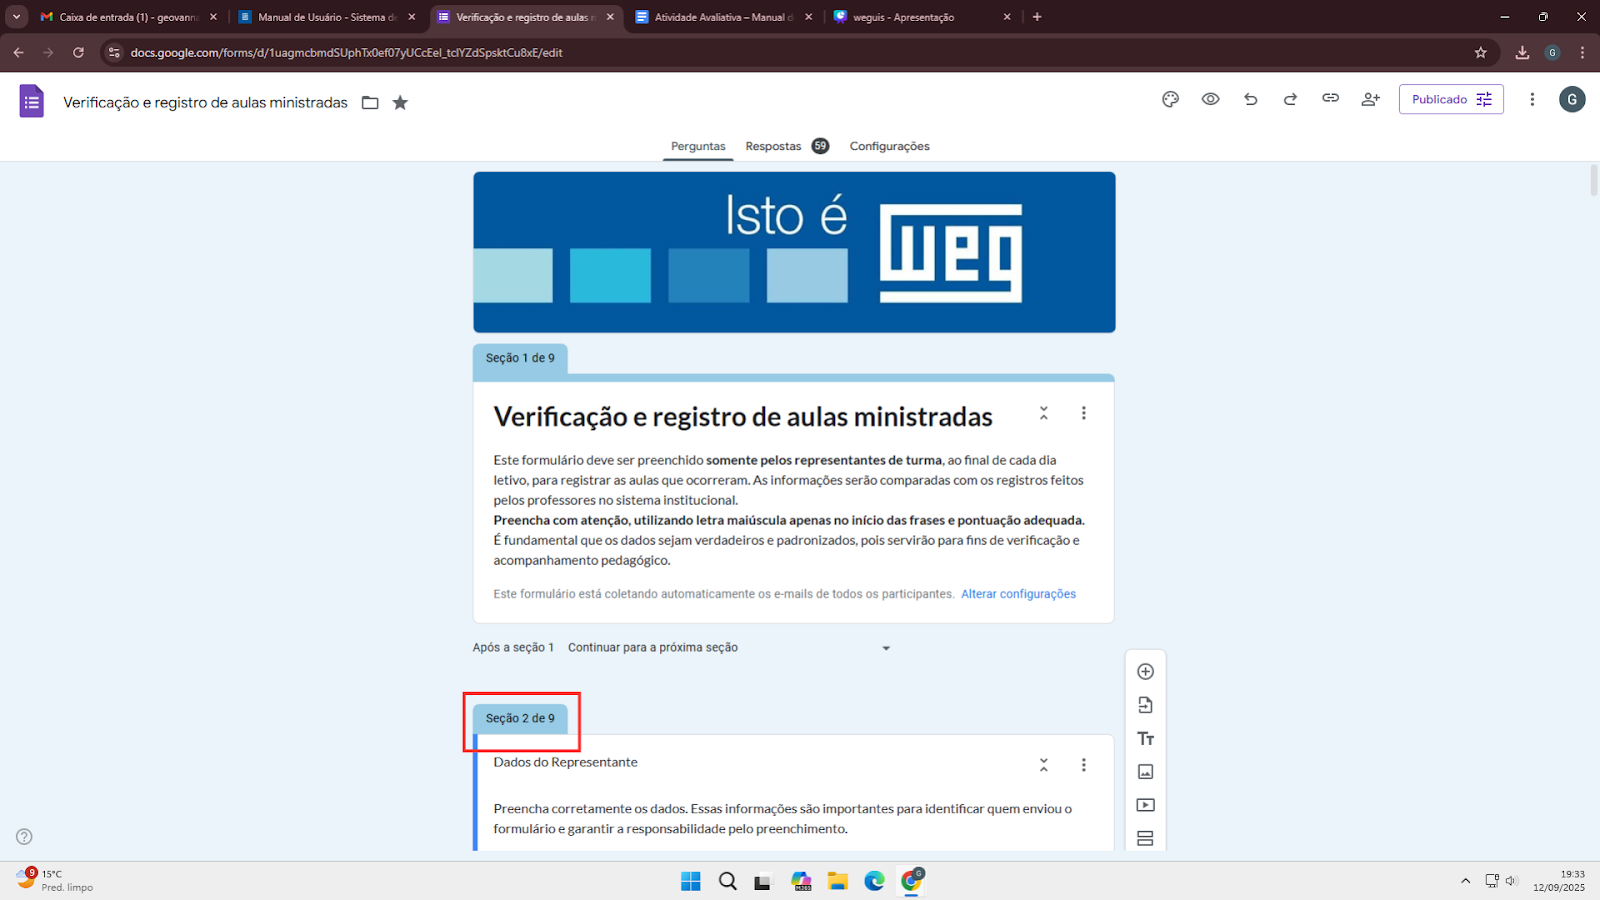 Caixa de entrada (1) - geovanna
Manual de Usuário - Sistema de
Verificação e registro de aulas m
Atividade Avaliativa – Manual d
weguis - Apresentação
docs.google.com/forms/d/1uagmcbmdSUphTx0ef07yUCcEel_tclYZdSpsktCu8xE/edit
G
Verificação e registro de aulas ministradas
Publicado
G
Perguntas
Respostas 59
Configurações
Isto é
weg
Seção 1 de 9
Verificação e registro de aulas ministradas
Este formulário deve ser preenchido somente pelos representantes de turma, ao final de cada dia
letivo, para registrar as aulas que ocorreram. As informações serão comparadas com os registros feitos
pelos professores no sistema institucional.
Preencha com atenção, utilizando letra maiúscula apenas no início das frases e pontuação adequada.
É fundamental que os dados sejam verdadeiros e padronizados, pois servirão para fins de verificação e
acompanhamento pedagógico.
Este formulário está coletando automaticamente os e-mails de todos os participantes. Alterar configurações
Após a seção 1 Continuar para a próxima seção
Seção 2 de 9
Tт
Dados do Representante
Preencha corretamente os dados. Essas informações são importantes para identificar quem enviou o
formulário e garantir a responsabilidade pelo preenchimento.
9
15°C
Pred. limpo
G
19:33
12/09/2025